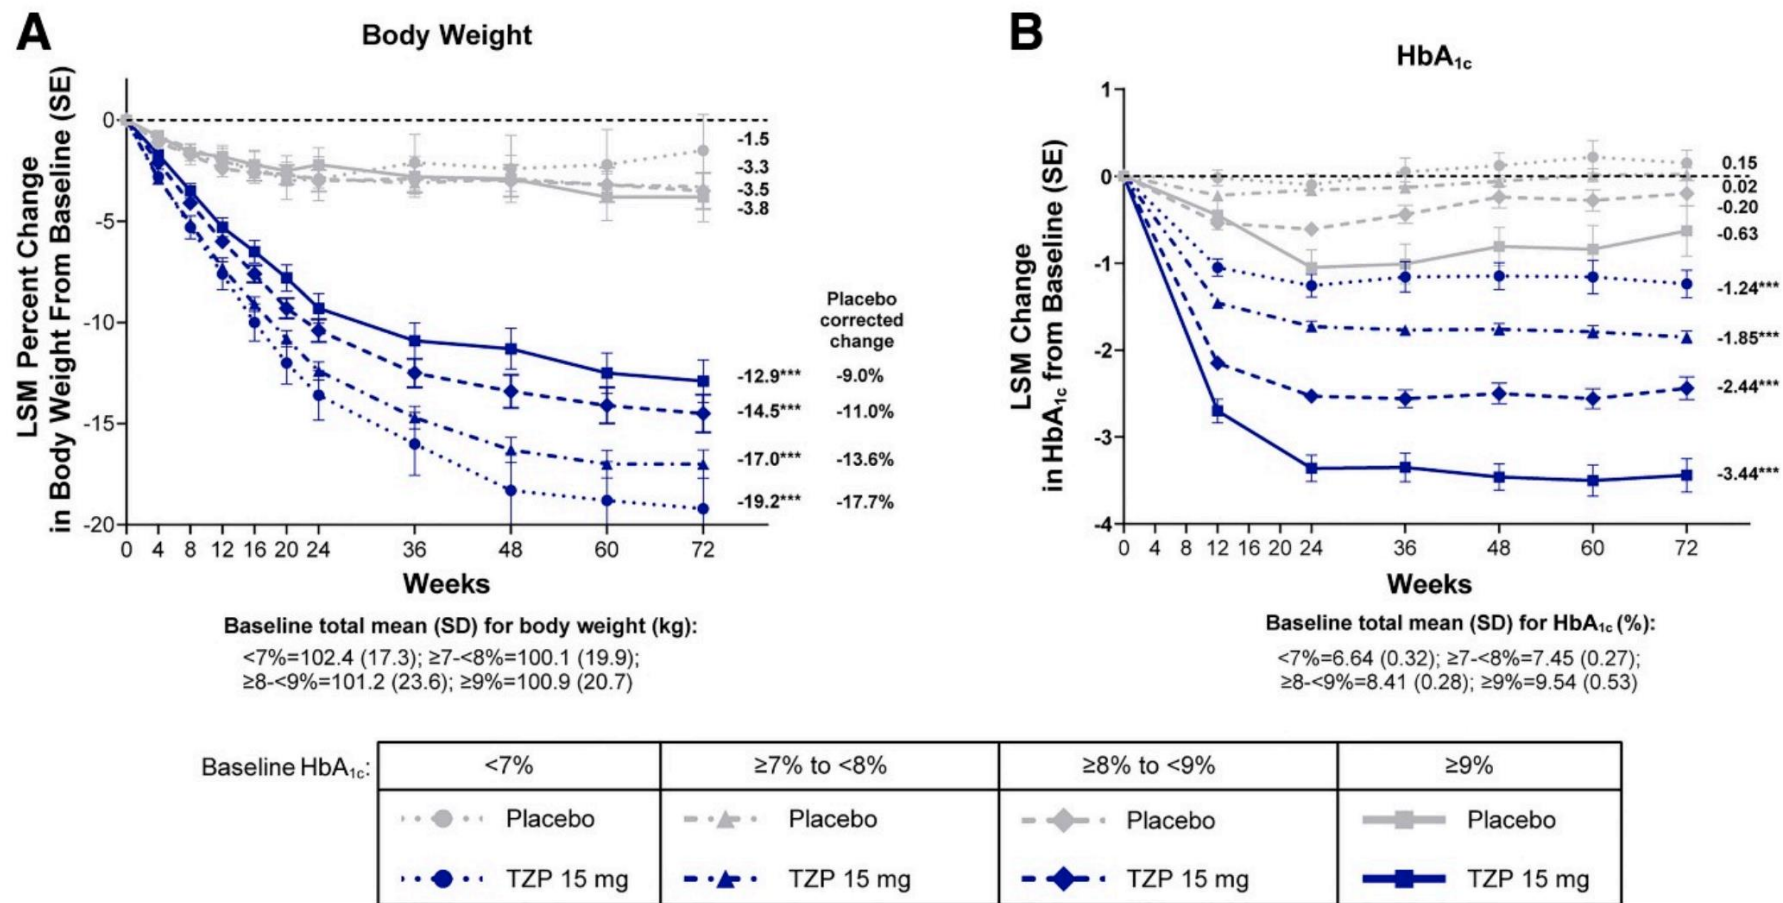 A
Body Weight
LSM Percent Change
in Body Weight From Baseline (SE)
0
-5
-10
-15
-20
0 4 8 12 16 20 24 36 48 60 72
Weeks
-1.5
-3.3
-3.5
-3.8
Placebo
corrected
change
-12.9*** -9.0%
-14.5*** -11.0%
-17.0*** -13.6%
-19.2*** -17.7%
Baseline total mean (SD) for body weight (kg):
<7%=102.4 (17.3); ≥7-<8%=100.1 (19.9);
≥8-<9%=101.2 (23.6); ≥9%=100.9 (20.7)
B
HbA1c
LSM Change
in HbA1c from Baseline (SE)
1
0
-1
-2
-3
-4
0 4 8 12 16 20 24 36 48 60 72
Weeks
0.15
0.02
-0.20
-0.63
-1.24***
-1.85***
-2.44***
-3.44***
Baseline total mean (SD) for HbA1c (%):
<7%=6.64 (0.32); ≥7-<8%=7.45 (0.27);
≥8-<9%=8.41 (0.28); ≥9%=9.54 (0.53)
Baseline HbA1c: <7% ≥7% to <8% ≥8% to <9% ≥9%
Placebo Placebo Placebo Placebo
TZP 15 mg TZP 15 mg TZP 15 mg TZP 15 mg